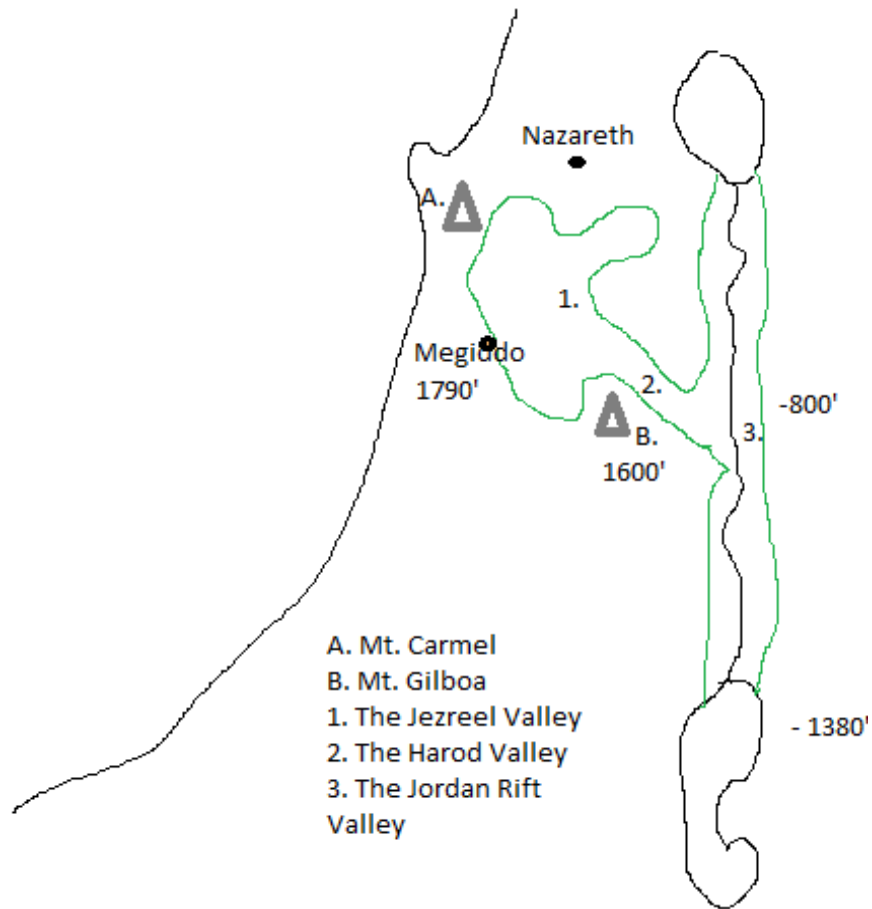 Nazareth
A.
1.
Megiddo
1790'
2.
-800'
3.
B.
1600'
A. Mt. Carmel
B. Mt. Gilboa
1. The Jezreel Valley
2. The Harod Valley
3. The Jordan Rift
Valley
- 1380'